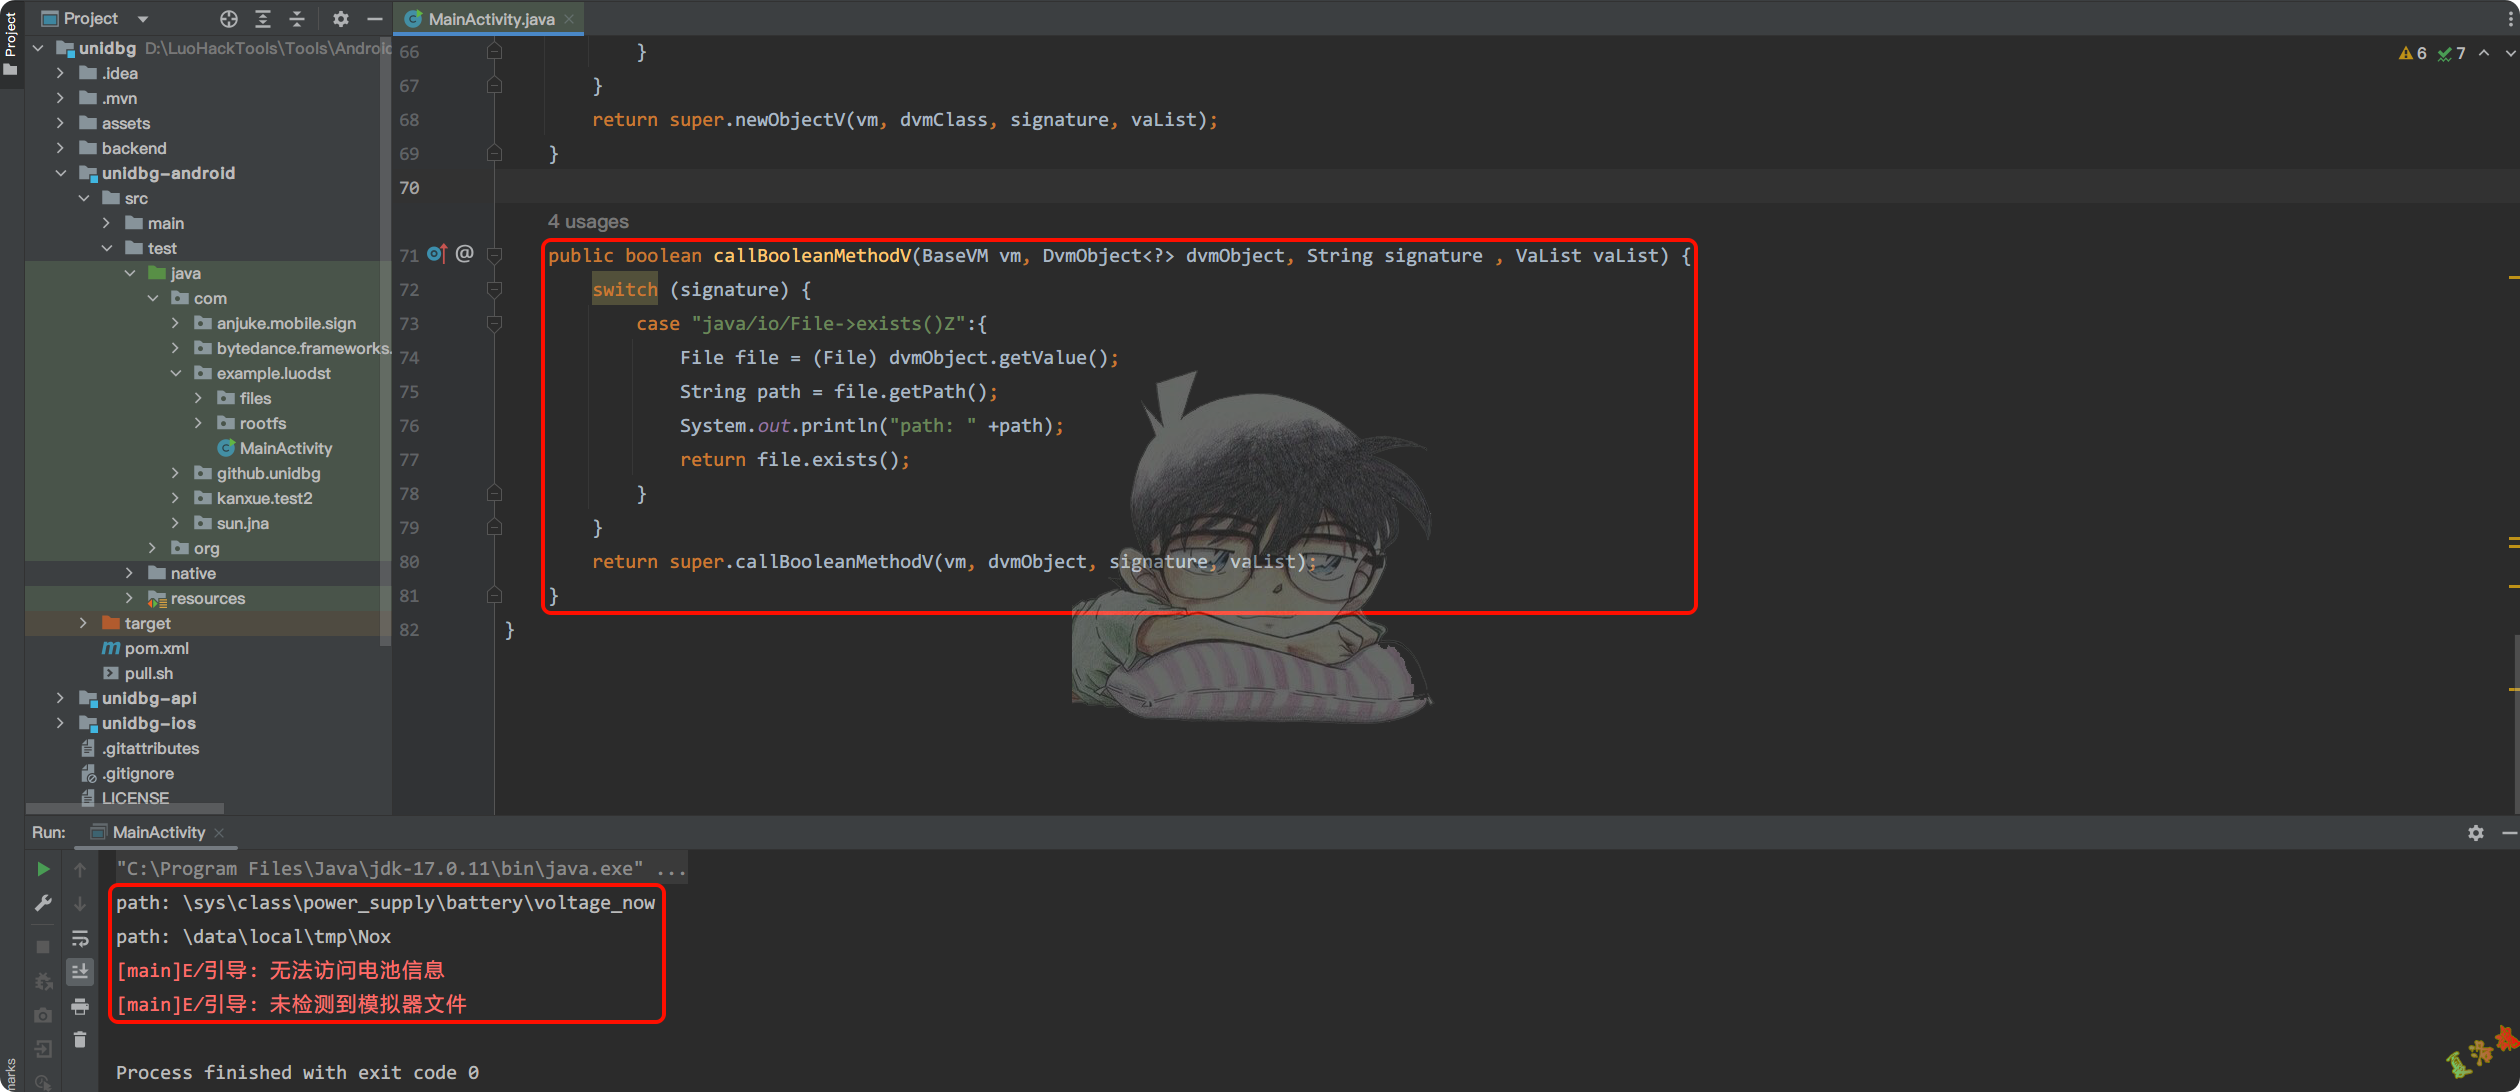 Project
MainActivity.java
Project
unidbg D:\LuoHackTools\Tools\Androi
.idea
.mvn
assets
backend
unidbg-android
src
main
test
java
com
anjuke.mobile.sign
bytedance.frameworks.
example.luodst
files
rootfs
MainActivity
github.unidbg
kanxue.test2
sun.jna
org
native
resources
target
pom.xml
pull.sh
unidbg-api
unidbg-ios
.gitattributes
.gitignore
LICENSE
6 7
66 }
67 }
68 return super.newObjectV(vm, dvmClass, signature, vaList);
69 }
70
4 usages
71 @ public boolean callBooleanMethodV(BaseVM vm, DvmObject<?> dvmObject, String signature , VaList vaList) {
72 switch (signature) {
73 case "java/io/File->exists()Z":{
74 File file = (File) dvmObject.getValue();
75 String path = file.getPath();
76 System.out.println("path: " +path);
77 return file.exists();
78 }
79 }
80 return super.callBooleanMethodV(vm, dvmObject, signature, vaList);
81 }
82 }
Run: MainActivity
"C:\Program Files\Java\jdk-17.0.11\bin\java.exe" ...
path: \sys\class\power_supply\battery\voltage_now
path: \data\local\tmp\Nox
[main]E/引导: 无法访问电池信息
[main]E/引导: 未检测到模拟器文件
Process finished with exit code 0